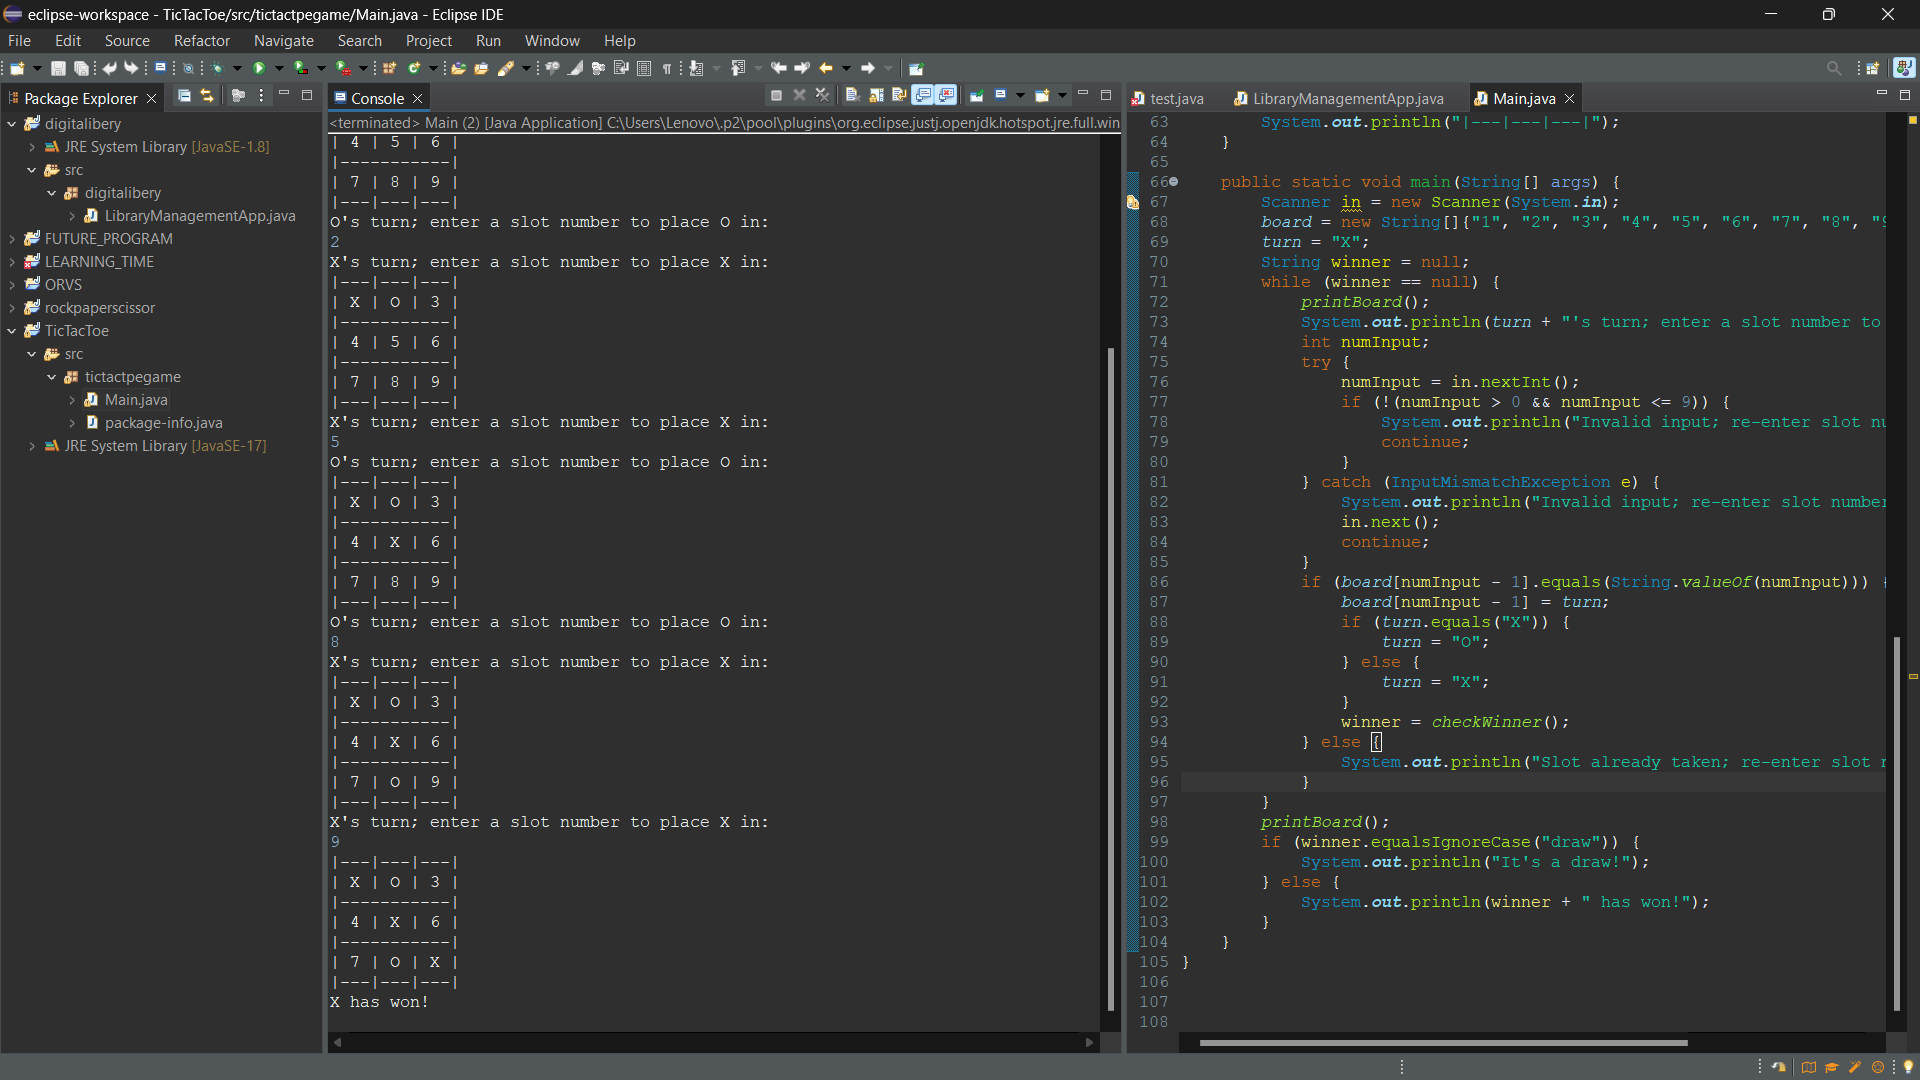 eclipse-workspace - TicTacToe/src/tictactpegame/Main.java - Eclipse IDE
File Edit Source Refactor Navigate Search Project Run Window Help
Package Explorer
digitalibery
JRE System Library [JavaSE-1.8]
src
digitalibery
LibraryManagementApp.java
FUTURE_PROGRAM
LEARNING_TIME
ORVS
rockpaperscissor
TicTacToe
src
tictactpegame
Main.java
package-info.java
JRE System Library [JavaSE-17]
Console
<terminated> Main (2) [Java Application] C:\Users\Lenovo\.p2\pool\plugins\org.eclipse.justj.openjdk.hotspot.jre.full.win
| 4 | 5 | 6 |
|-----------|
| 7 | 8 | 9 |
|---|---|---|
O's turn; enter a slot number to place O in:
2
X's turn; enter a slot number to place X in:
|---|---|---|
| X | O | 3 |
|-----------|
| 4 | 5 | 6 |
|-----------|
| 7 | 8 | 9 |
|---|---|---|
X's turn; enter a slot number to place X in:
5
O's turn; enter a slot number to place O in:
|---|---|---|
| X | O | 3 |
|-----------|
| 4 | X | 6 |
|-----------|
| 7 | 8 | 9 |
|---|---|---|
O's turn; enter a slot number to place O in:
8
X's turn; enter a slot number to place X in:
|---|---|---|
| X | O | 3 |
|-----------|
| 4 | X | 6 |
|-----------|
| 7 | O | 9 |
|---|---|---|
X's turn; enter a slot number to place X in:
9
|---|---|---|
| X | O | 3 |
|-----------|
| 4 | X | 6 |
|-----------|
| 7 | O | X |
|---|---|---|
X has won!
test.java LibraryManagementApp.java Main.java
63 System.out.println("|---|---|---|");
64 }
65
66 public static void main(String[] args) {
67 Scanner in = new Scanner(System.in);
68 board = new String[]{"1", "2", "3", "4", "5", "6", "7", "8", "9
69 turn = "X";
70 String winner = null;
71 while (winner == null) {
72 printBoard();
73 System.out.println(turn + "'s turn; enter a slot number to
74 int numInput;
75 try {
76 numInput = in.nextInt();
77 if (!(numInput > 0 && numInput <= 9)) {
78 System.out.println("Invalid input; re-enter slot nu
79 continue;
80 }
81 } catch (InputMismatchException e) {
82 System.out.println("Invalid input; re-enter slot number
83 in.next();
84 continue;
85 }
86 if (board[numInput - 1].equals(String.valueOf(numInput))) {
87 board[numInput - 1] = turn;
88 if (turn.equals("X")) {
89 turn = "O";
90 } else {
91 turn = "X";
92 }
93 winner = checkWinner();
94 } else {
95 System.out.println("Slot already taken; re-enter slot n
96 }
97 }
98 printBoard();
99 if (winner.equalsIgnoreCase("draw")) {
100 System.out.println("It's a draw!");
101 } else {
102 System.out.println(winner + " has won!");
103 }
104 }
105 }
106
107
108